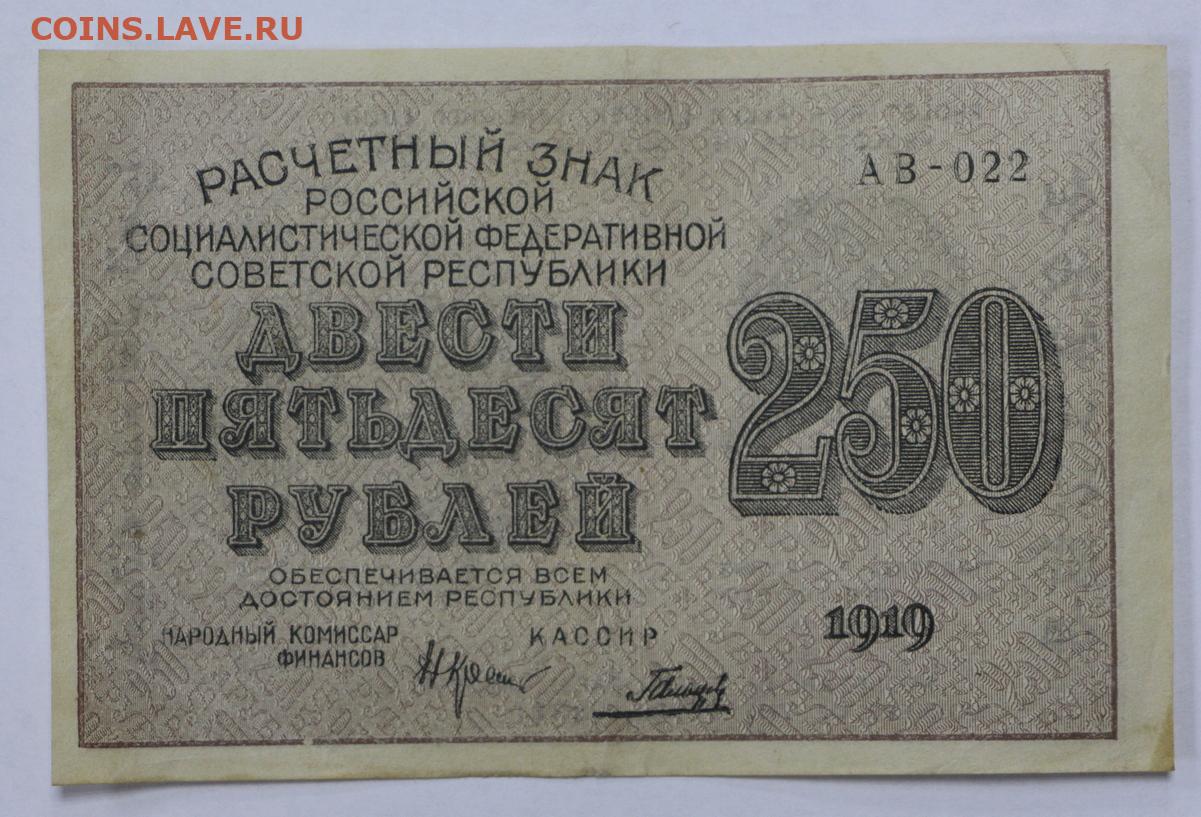 COINS.LAVE.RU
РАСЧЕТНЫЙ ЗНАК
РОССИЙСКОЙ
СОЦИАЛИСТИЧЕСКОЙ ФЕДЕРАТИВНОЙ
СОВЕТСКОЙ РЕСПУБЛИКИ
АВ-022
ДВЕСТИ
ПЯТЬДЕСЯТ
РУБЛЕЙ
250
ОБЕСПЕЧИВАЕТСЯ ВСЕМ
ДОСТОЯНИЕМ РЕСПУБЛИКИ
НАРОДНЫЙ КОМИССАР
ФИНАНСОВ
КАССИР
1919